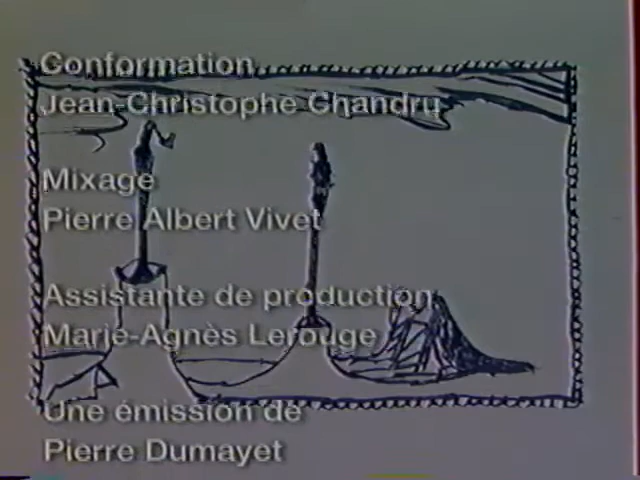 Conformation
Jean-Christophe Chandru
Mixage
Pierre Albert Vivet
Assistante de production
Marie-Agnès Lerouge
Une émission de
Pierre Dumayet